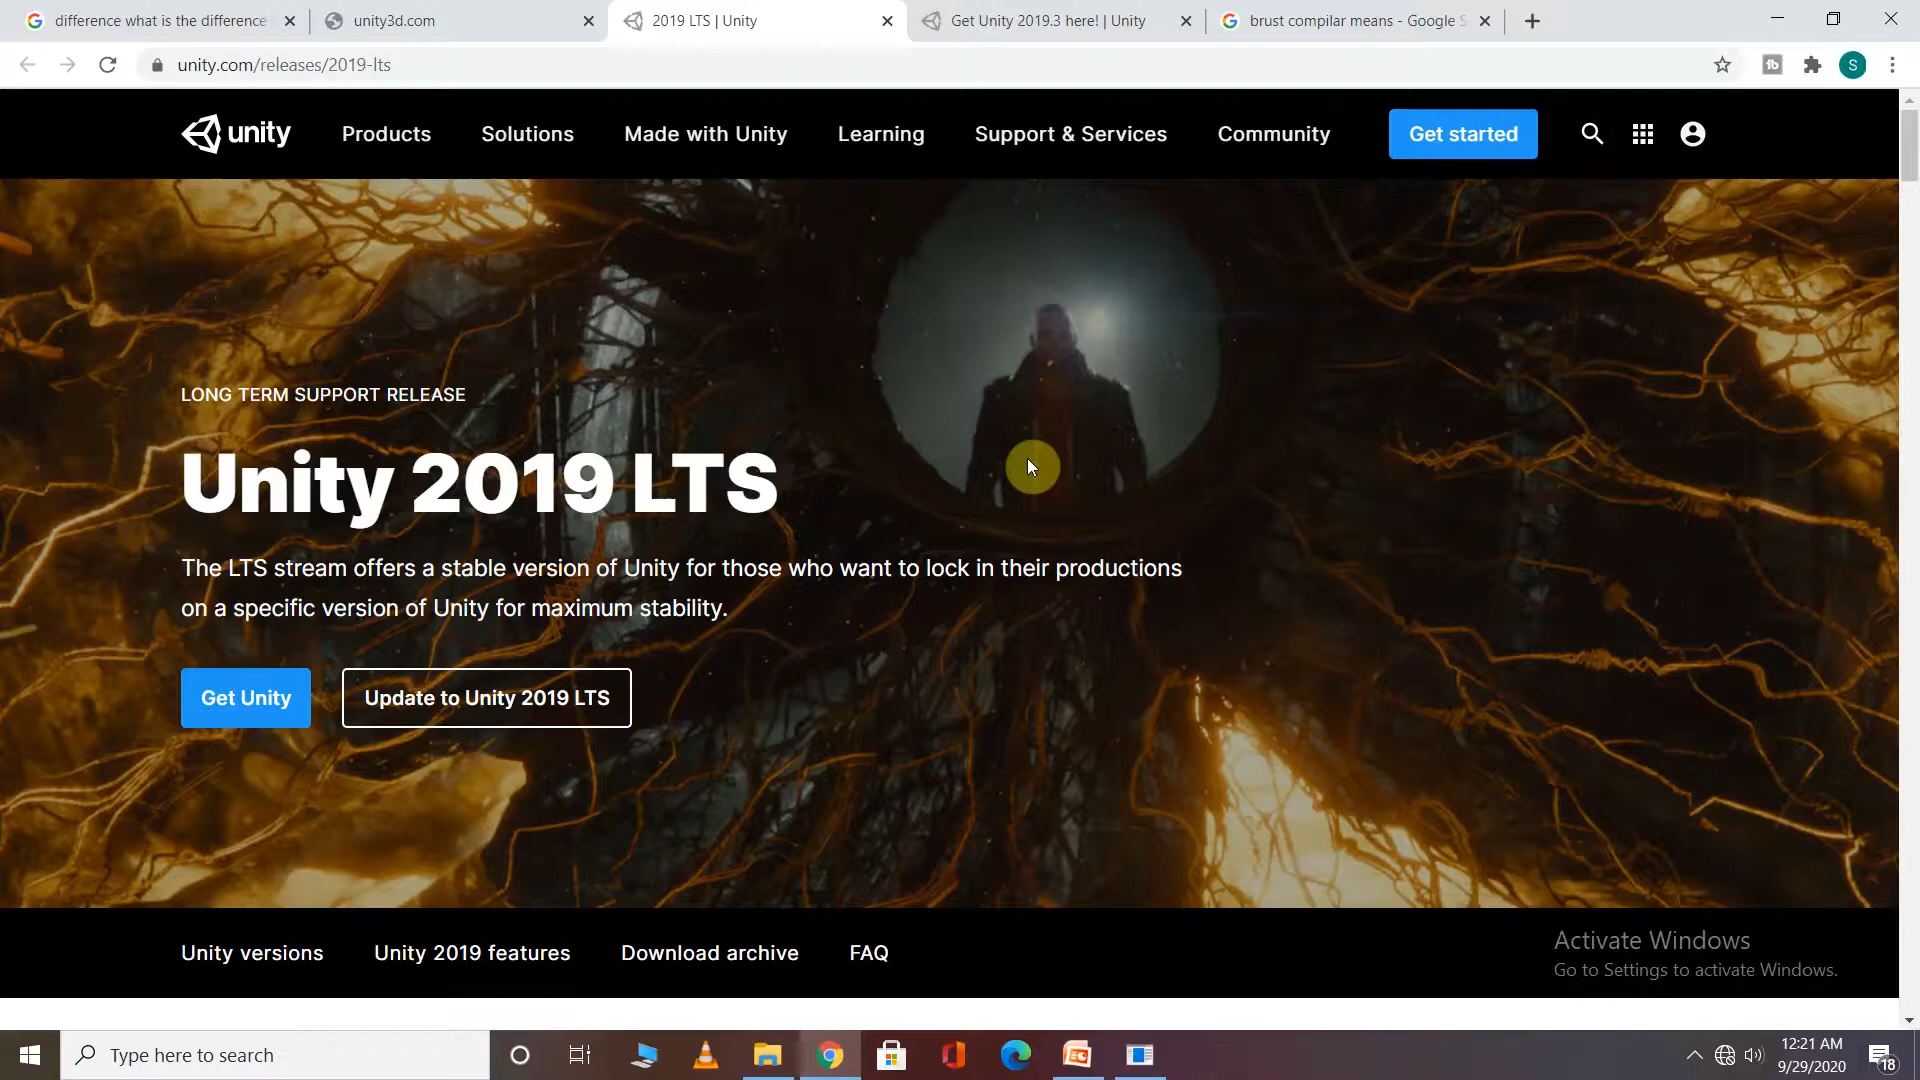 difference what is the difference
unity3d.com
2019 LTS | Unity
Get Unity 2019.3 here! | Unity
brust compilar means - Google S
unity.com/releases/2019-lts
S
unity
Products
Solutions
Made with Unity
Learning
Support & Services
Community
Get started
LONG TERM SUPPORT RELEASE
Unity 2019 LTS
The LTS stream offers a stable version of Unity for those who want to lock in their productions
on a specific version of Unity for maximum stability.
Get Unity
Update to Unity 2019 LTS
Unity versions
Unity 2019 features
Download archive
FAQ
Activate Windows
Go to Settings to activate Windows.
Type here to search
12:21 AM
9/29/2020
18